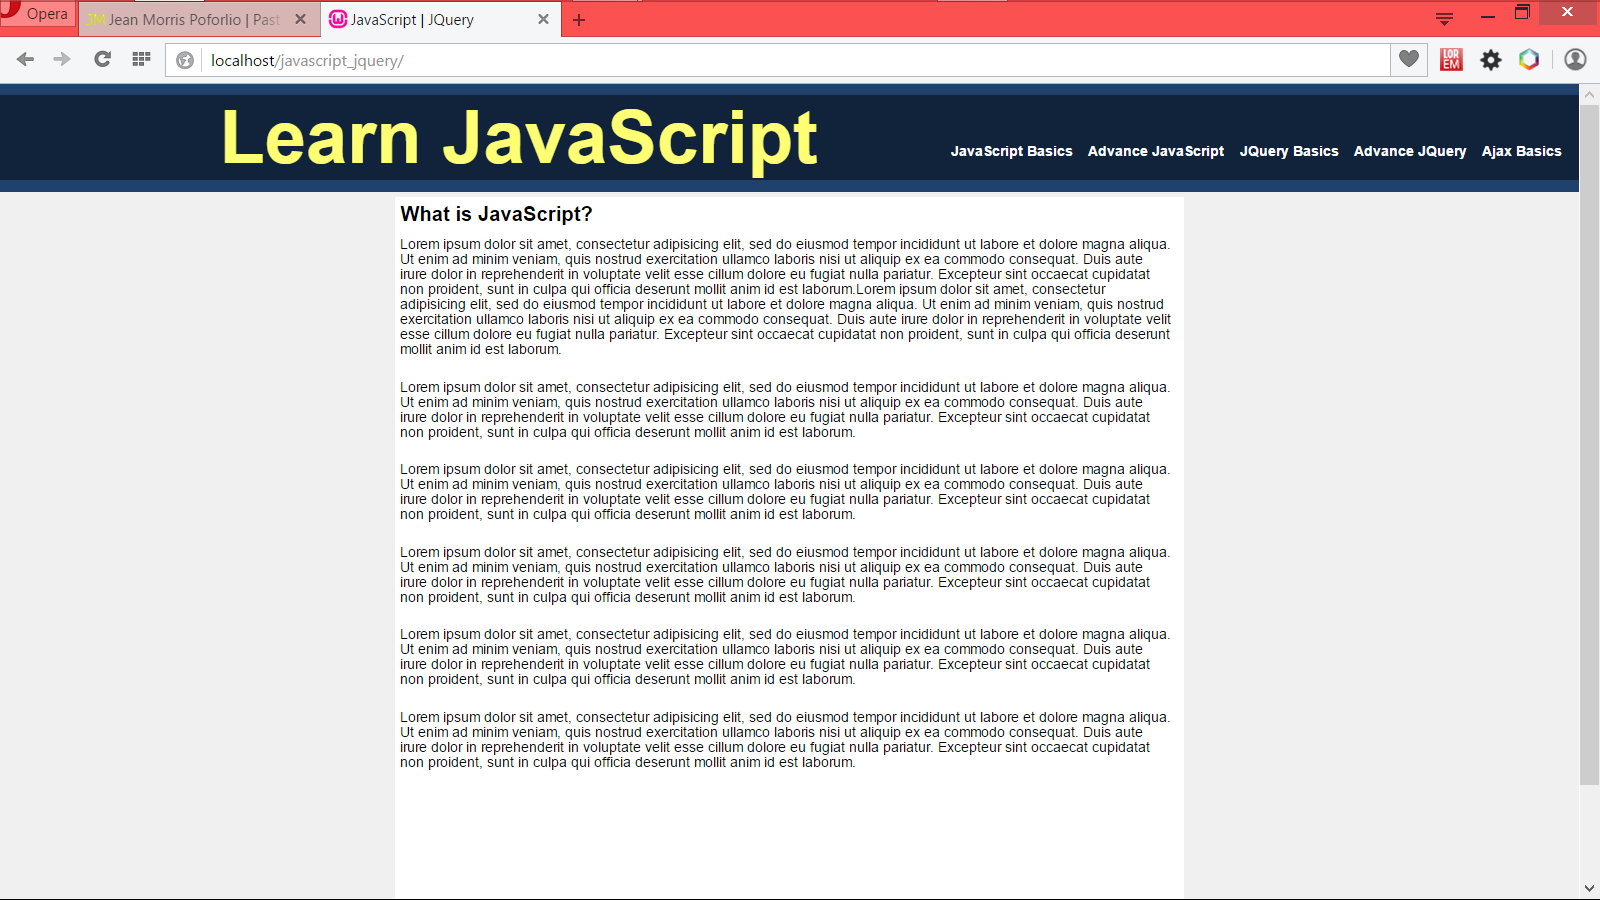 Opera
JM Jean Morris Poforlio | Past
JavaScript | JQuery
localhost/javascript_jquery/
LOR
EM
Learn JavaScript
JavaScript Basics
Advance JavaScript
JQuery Basics
Advance JQuery
Ajax Basics
What is JavaScript?
Lorem ipsum dolor sit amet, consectetur adipisicing elit, sed do eiusmod tempor incididunt ut labore et dolore magna aliqua.
Ut enim ad minim veniam, quis nostrud exercitation ullamco laboris nisi ut aliquip ex ea commodo consequat. Duis aute
irure dolor in reprehenderit in voluptate velit esse cillum dolore eu fugiat nulla pariatur. Excepteur sint occaecat cupidatat
non proident, sunt in culpa qui officia deserunt mollit anim id est laborum.Lorem ipsum dolor sit amet, consectetur
adipisicing elit, sed do eiusmod tempor incididunt ut labore et dolore magna aliqua. Ut enim ad minim veniam, quis nostrud
exercitation ullamco laboris nisi ut aliquip ex ea commodo consequat. Duis aute irure dolor in reprehenderit in voluptate velit
esse cillum dolore eu fugiat nulla pariatur. Excepteur sint occaecat cupidatat non proident, sunt in culpa qui officia deserunt
mollit anim id est laborum.
Lorem ipsum dolor sit amet, consectetur adipisicing elit, sed do eiusmod tempor incididunt ut labore et dolore magna aliqua.
Ut enim ad minim veniam, quis nostrud exercitation ullamco laboris nisi ut aliquip ex ea commodo consequat. Duis aute
irure dolor in reprehenderit in voluptate velit esse cillum dolore eu fugiat nulla pariatur. Excepteur sint occaecat cupidatat
non proident, sunt in culpa qui officia deserunt mollit anim id est laborum.
Lorem ipsum dolor sit amet, consectetur adipisicing elit, sed do eiusmod tempor incididunt ut labore et dolore magna aliqua.
Ut enim ad minim veniam, quis nostrud exercitation ullamco laboris nisi ut aliquip ex ea commodo consequat. Duis aute
irure dolor in reprehenderit in voluptate velit esse cillum dolore eu fugiat nulla pariatur. Excepteur sint occaecat cupidatat
non proident, sunt in culpa qui officia deserunt mollit anim id est laborum.
Lorem ipsum dolor sit amet, consectetur adipisicing elit, sed do eiusmod tempor incididunt ut labore et dolore magna aliqua.
Ut enim ad minim veniam, quis nostrud exercitation ullamco laboris nisi ut aliquip ex ea commodo consequat. Duis aute
irure dolor in reprehenderit in voluptate velit esse cillum dolore eu fugiat nulla pariatur. Excepteur sint occaecat cupidatat
non proident, sunt in culpa qui officia deserunt mollit anim id est laborum.
Lorem ipsum dolor sit amet, consectetur adipisicing elit, sed do eiusmod tempor incididunt ut labore et dolore magna aliqua.
Ut enim ad minim veniam, quis nostrud exercitation ullamco laboris nisi ut aliquip ex ea commodo consequat. Duis aute
irure dolor in reprehenderit in voluptate velit esse cillum dolore eu fugiat nulla pariatur. Excepteur sint occaecat cupidatat
non proident, sunt in culpa qui officia deserunt mollit anim id est laborum.
Lorem ipsum dolor sit amet, consectetur adipisicing elit, sed do eiusmod tempor incididunt ut labore et dolore magna aliqua.
Ut enim ad minim veniam, quis nostrud exercitation ullamco laboris nisi ut aliquip ex ea commodo consequat. Duis aute
irure dolor in reprehenderit in voluptate velit esse cillum dolore eu fugiat nulla pariatur. Excepteur sint occaecat cupidatat
non proident, sunt in culpa qui officia deserunt mollit anim id est laborum.